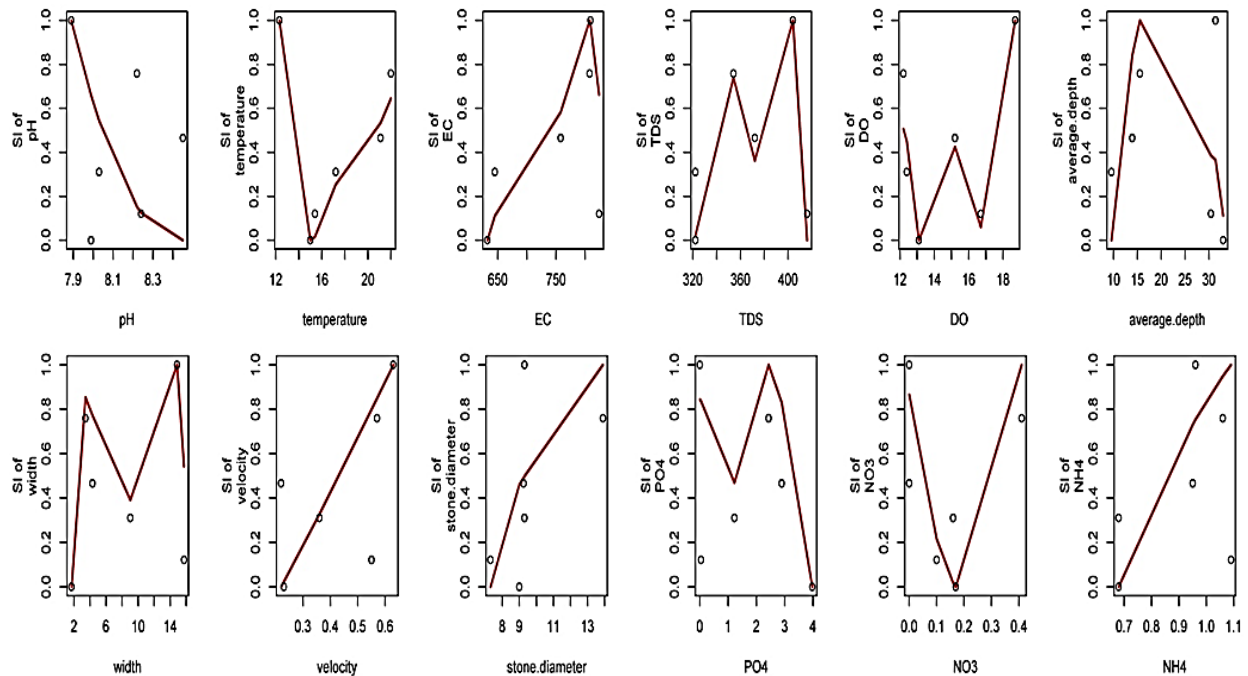 SI of
pH
0.0 0.2 0.4 0.6 0.8 1.0
7.9 8.1 8.3
pH
SI of
temperature
0.0 0.2 0.4 0.6 0.8 1.0
12 14 16 20
temperature
SI of
EC
0.0 0.2 0.4 0.6 0.8 1.0
650 750
EC
SI of
TDS
0.0 0.2 0.4 0.6 0.8 1.0
320 360 400
TDS
SI of
DO
0.0 0.2 0.4 0.6 0.8 1.0
12 14 16 18
DO
SI of
average.depth
0.0 0.2 0.4 0.6 0.8 1.0
10 15 20 25 30
average.depth
SI of
width
0.0 0.2 0.4 0.6 0.8 1.0
2 6 10 14
width
SI of
velocity
0.0 0.2 0.4 0.6 0.8 1.0
0.3 0.4 0.5 0.6
velocity
SI of
stone.diameter
0.0 0.2 0.4 0.6 0.8 1.0
8 9 11 13
stone.diameter
SI of
PO4
0.0 0.2 0.4 0.6 0.8 1.0
0 1 2 3 4
PO4
SI of
NO3
0.0 0.2 0.4 0.6 0.8 1.0
0.0 0.1 0.2 0.3 0.4
NO3
SI of
NH4
0.0 0.2 0.4 0.6 0.8 1.0
0.7 0.8 0.9 1.0 1.1
NH4